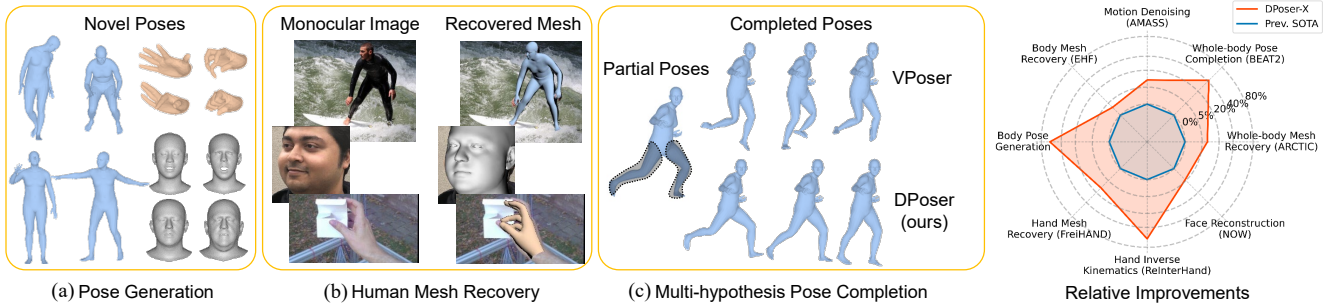 Novel Poses
(a) Pose Generation
Monocular Image
Recovered Mesh
(b) Human Mesh Recovery
Completed Poses
Partial Poses
VPoser
DPoser
(ours)
(c) Multi-hypothesis Pose Completion
DPoser-X
Prev. SOTA
Motion Denoising
(AMASS)
Body Mesh
Recovery (EHF)
Whole-body Pose
Completion (BEAT2)
0%
5%
20%
40%
80%
Body Pose
Generation
Whole-body Mesh
Recovery (ARCTIC)
Hand Mesh
Recovery (FreiHAND)
Face Reconstruction
(NOW)
Hand Inverse
Kinematics (ReInterHand)
Relative Improvements